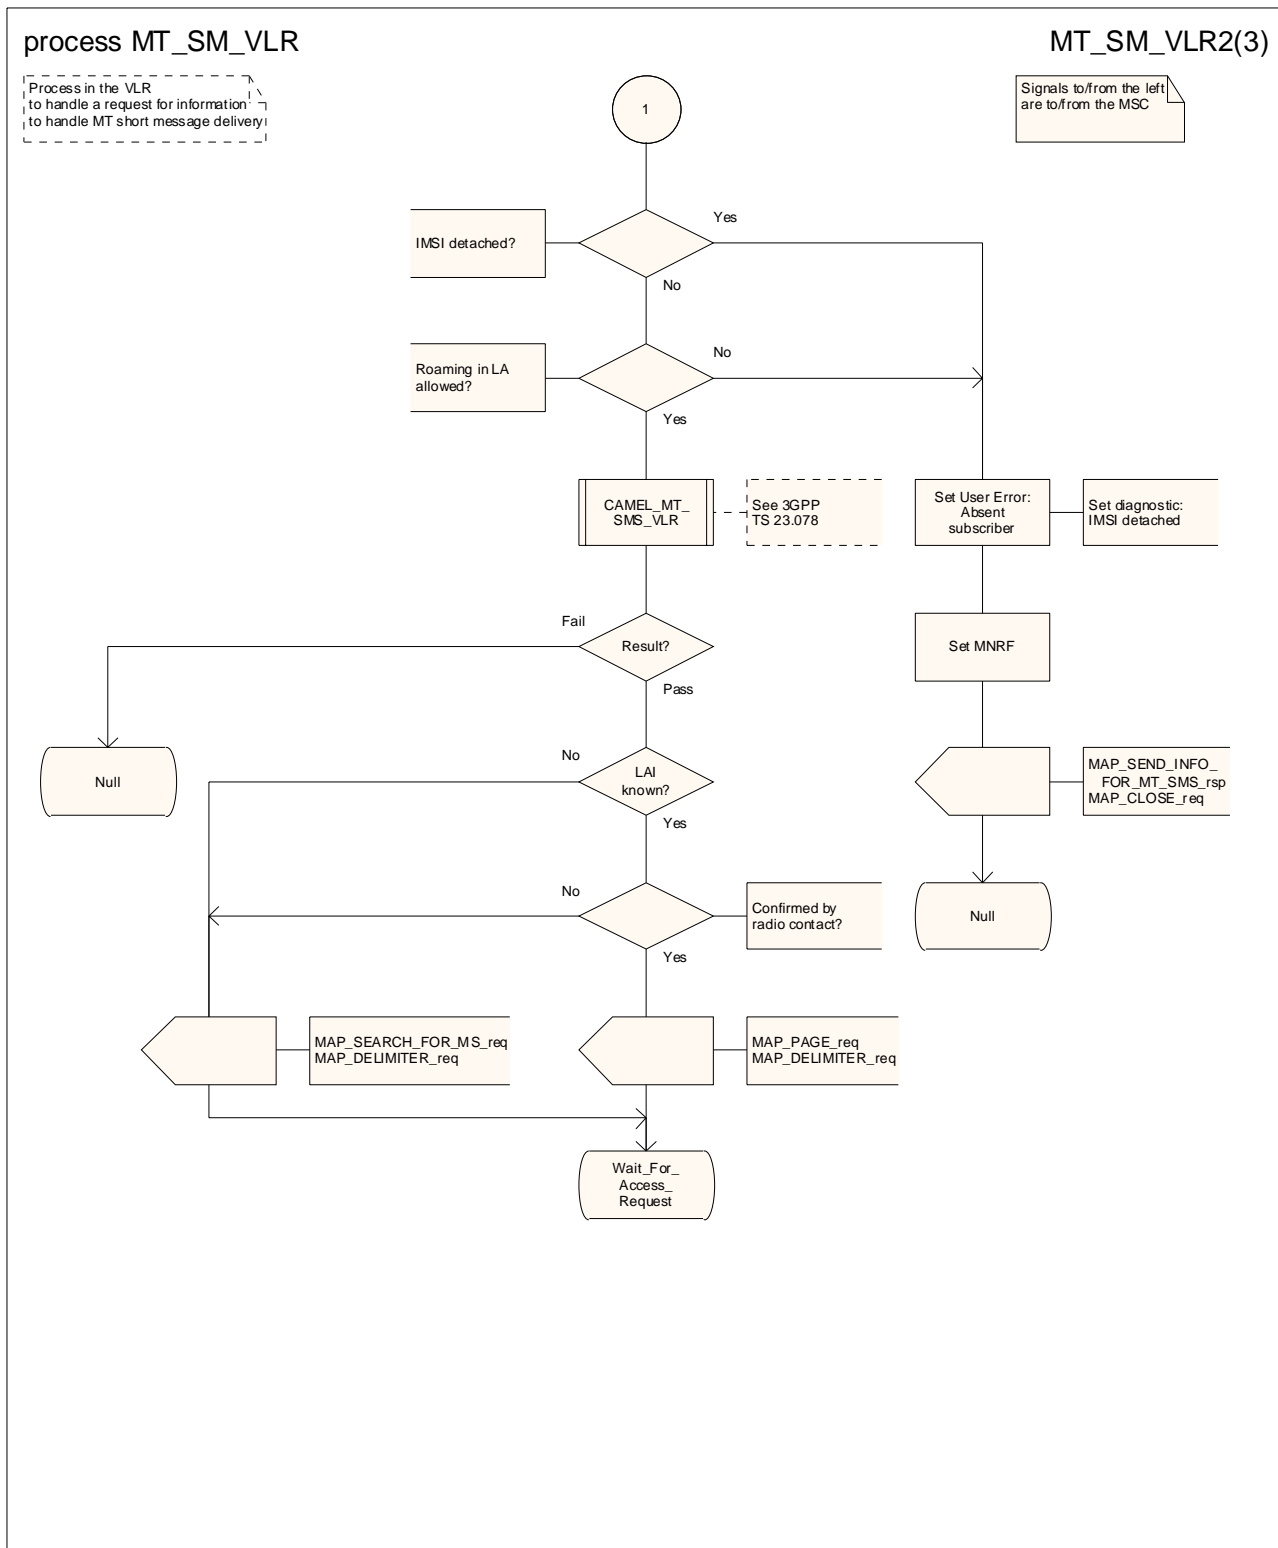 process MT_SM_VLR
MT_SM_VLR2(3)
Process in the VLR
to handle a request for information
to handle MT short message delivery
1
Signals to/from the left
are to/from the MSC
Yes
IMSI detached?
No
No
Roaming in LA
allowed?
Yes
CAMEL_MT_
SMS_VLR
See 3GPP
TS 23.078
Set User Error:
Absent
subscriber
Set diagnostic:
IMSI detached
Fail
Result?
Set MNRF
Pass
No
LAI
known?
Null
MAP_SEND_INFO_
FOR_MT_SMS_rsp
MAP_CLOSE_req
Yes
No
Confirmed by
radio contact?
Null
Yes
MAP_SEARCH_FOR_MS_req
MAP_DELIMITER_req
MAP_PAGE_req
MAP_DELIMITER_req
Wait_For_
Access_
Request